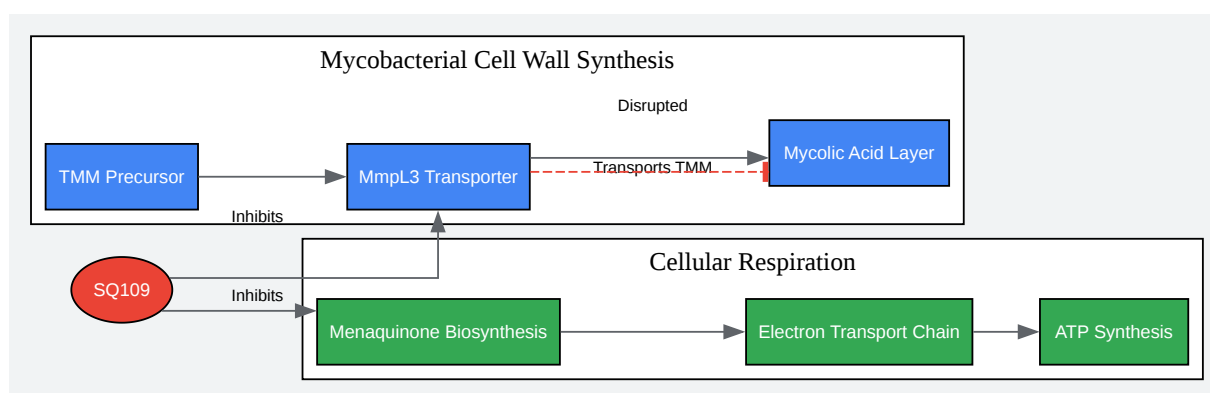 Mycobacterial Cell Wall Synthesis
Disrupted
TMM Precursor
MmpL3 Transporter
Transports TMM
Mycolic Acid Layer
Inhibits
SQ109
Inhibits
Cellular Respiration
Menaquinone Biosynthesis
Electron Transport Chain
ATP Synthesis